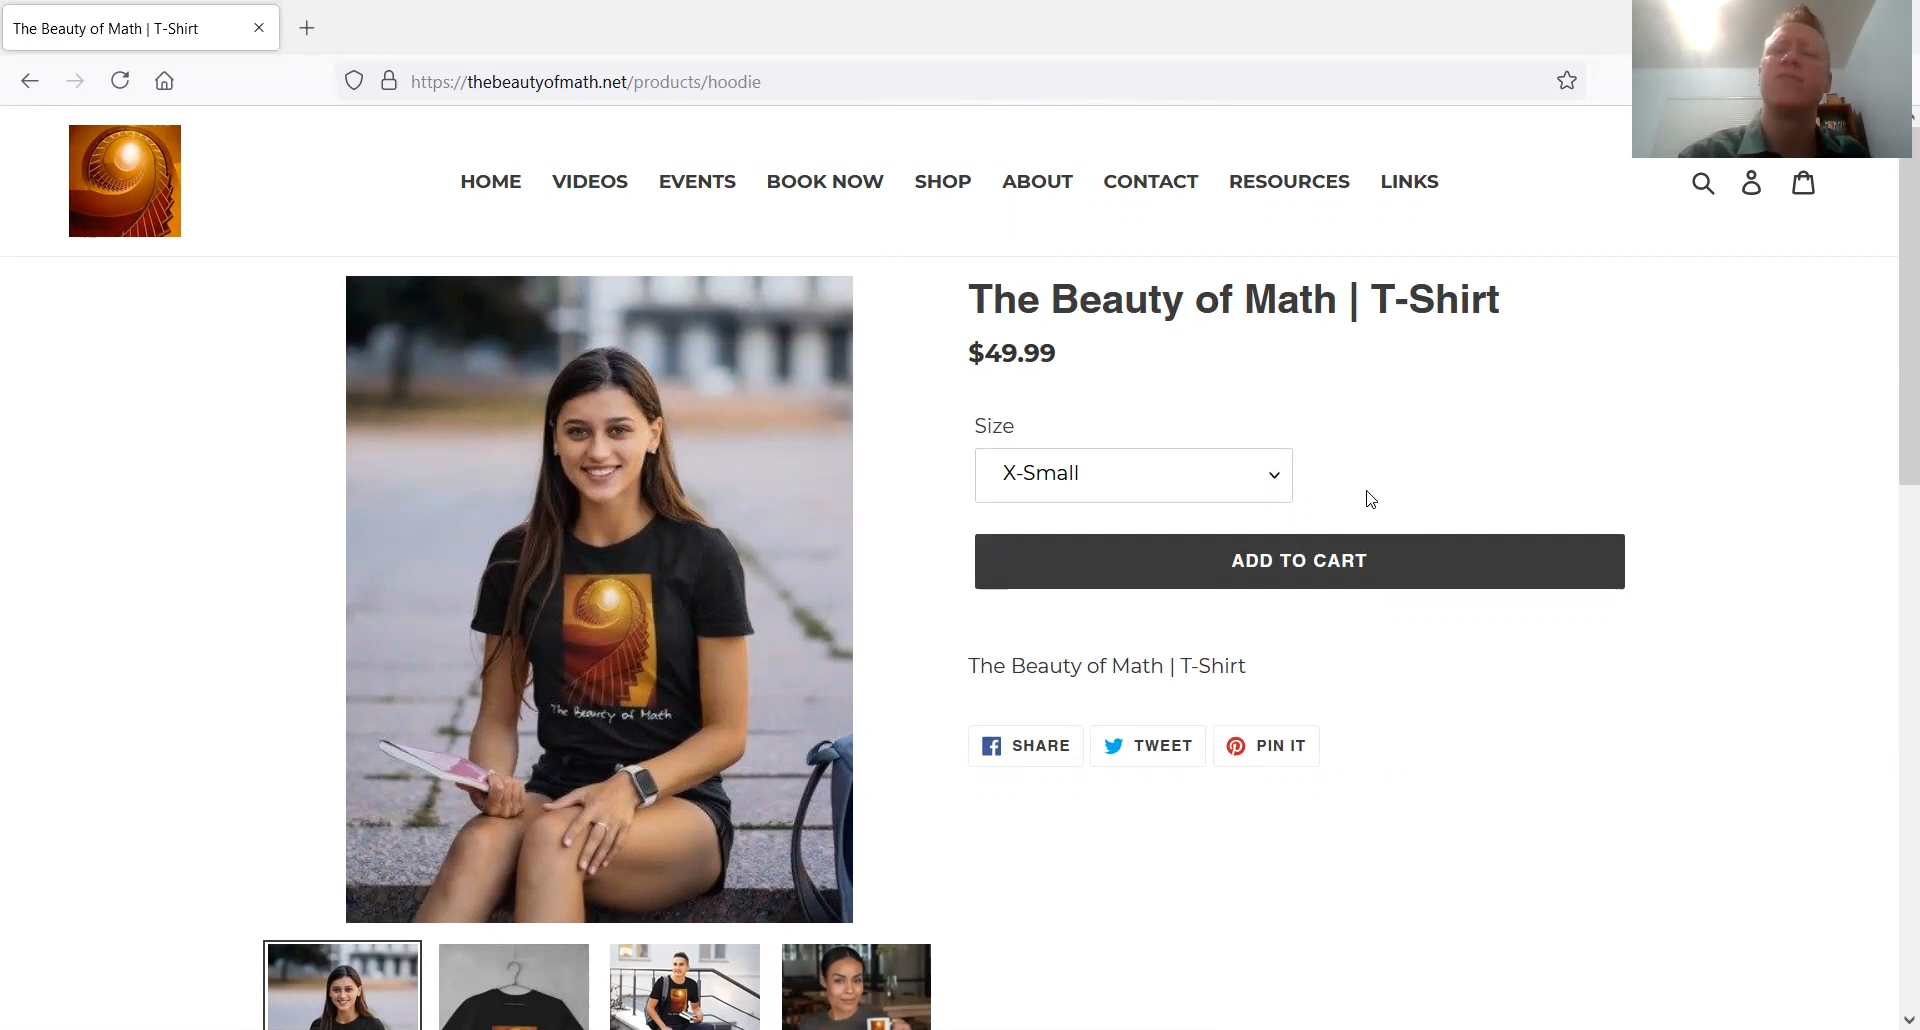 The Beauty of Math | T-Shirt
https://thebeautyofmath.net/products/hoodie
HOME VIDEOS EVENTS BOOK NOW SHOP ABOUT CONTACT RESOURCES LINKS
The Beauty of Math | T-Shirt
$49.99
Size
X-Small
ADD TO CART
The Beauty of Math | T-Shirt
SHARE TWEET PIN IT
The Beauty of Math